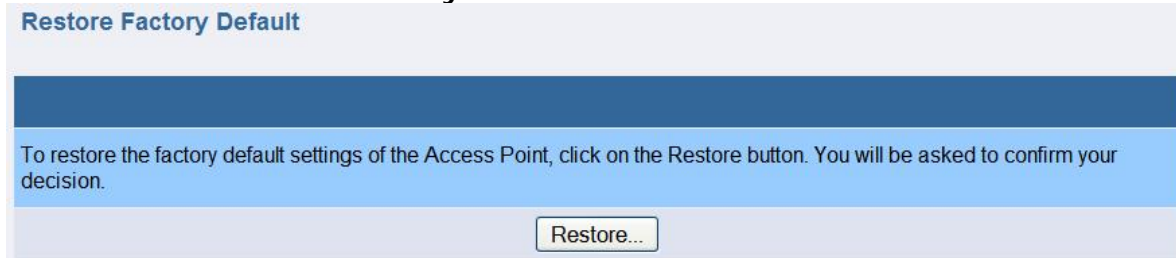 Restore Factory Default
To restore the factory default settings of the Access Point, click on the Restore button. You will be asked to confirm your
decision.
Restore...